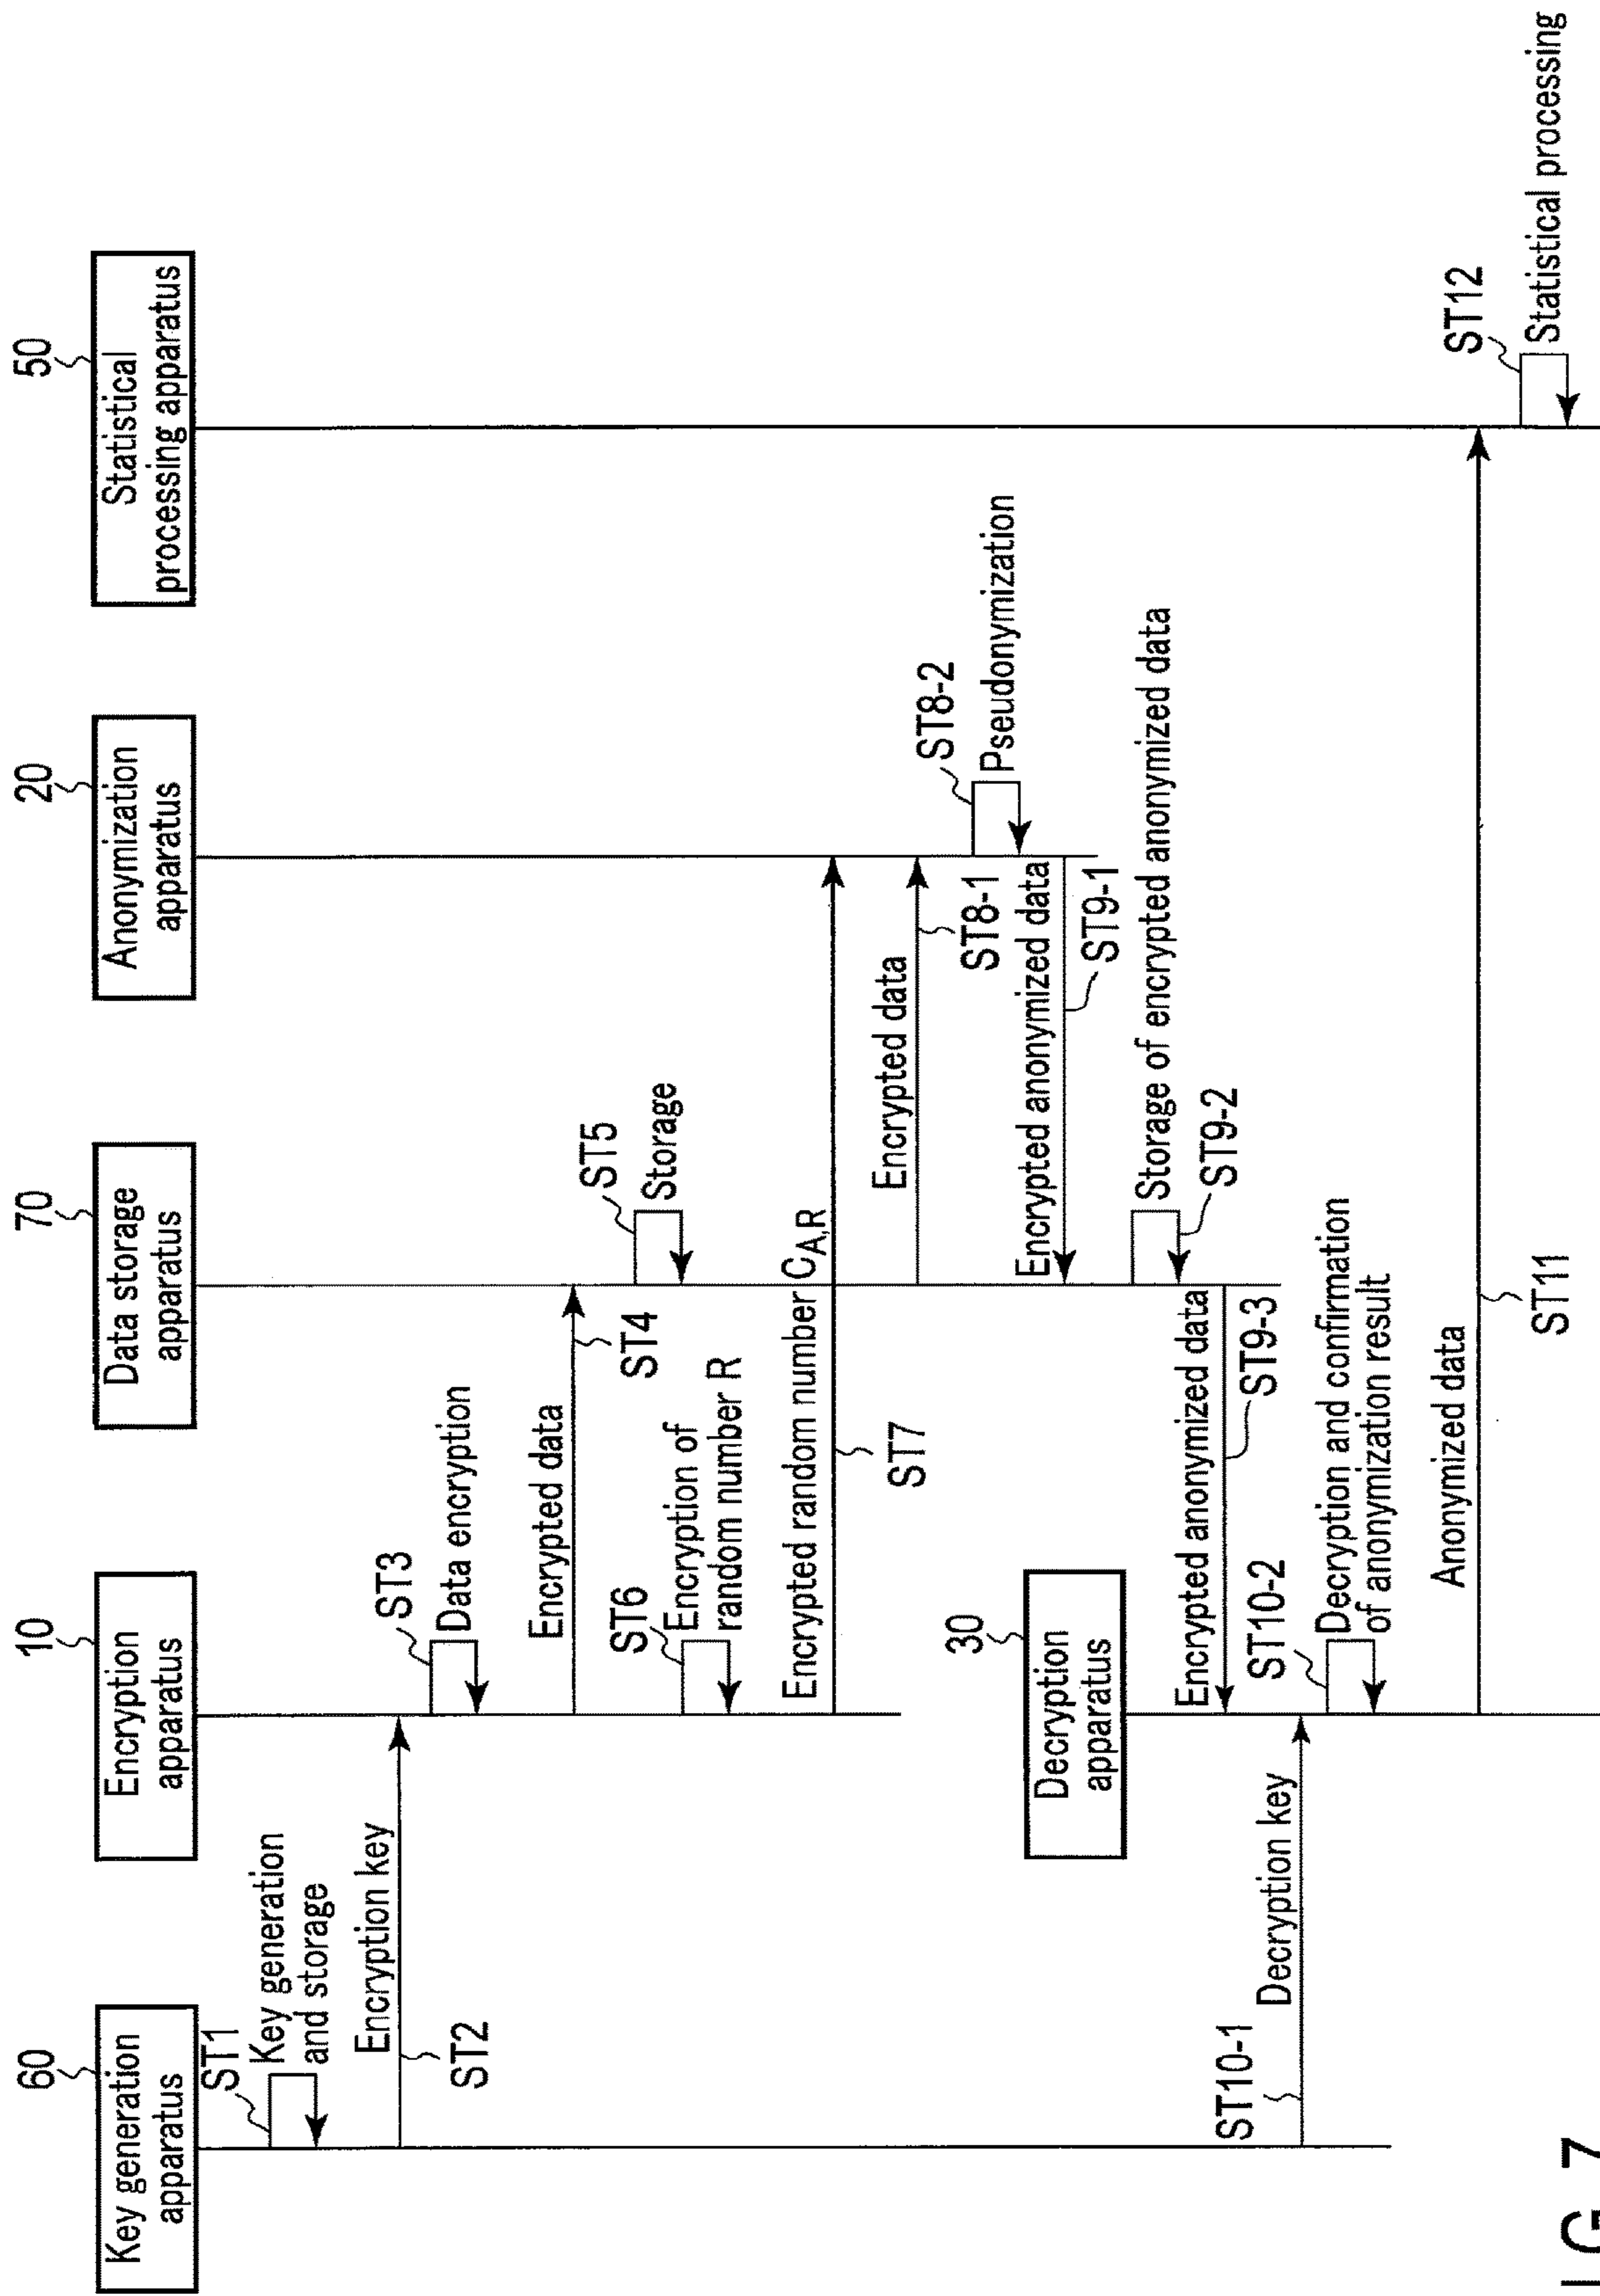 60
Key generation
apparatus
10
Encryption
apparatus
70
Data storage
apparatus
20
Anonymization
apparatus
50
Statistical
processing apparatus
ST1
Key generation
and storage
Encryption key
ST2
ST3
Data encryption
Encrypted data
ST4
ST5
Storage
ST6
Encryption of
random number R
Encrypted random number CA,R
ST7
Encrypted data
ST8-1
ST8-2
Pseudonymization
Encrypted anonymized data
ST9-1
Storage of encrypted anonymized data
ST9-2
30
Decryption
apparatus
Encrypted anonymized data
ST9-3
ST10-1
Decryption key
ST10-2
Decryption and confirmation
of anonymization result
Anonymized data
ST11
ST12
Statistical processing
IG. 7